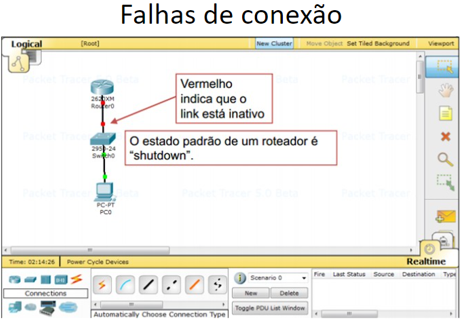 Falhas de conexão
Logical
[Root]
New Cluster
Move Object
Set Tiled Background
Viewport
2620XM
Router0
Vermelho
indica que o
link está inativo
O estado padrão de um roteador é
“shutdown”.
2950-24
Switch0
PC-PT
PC0
Time: 02:14:26
Power Cycle Devices
Realtime
Scenario 0
Fire
Last Status
Source
Destination
Type
Connections
New
Delete
Toggle PDU List Window
Automatically Choose Connection Type